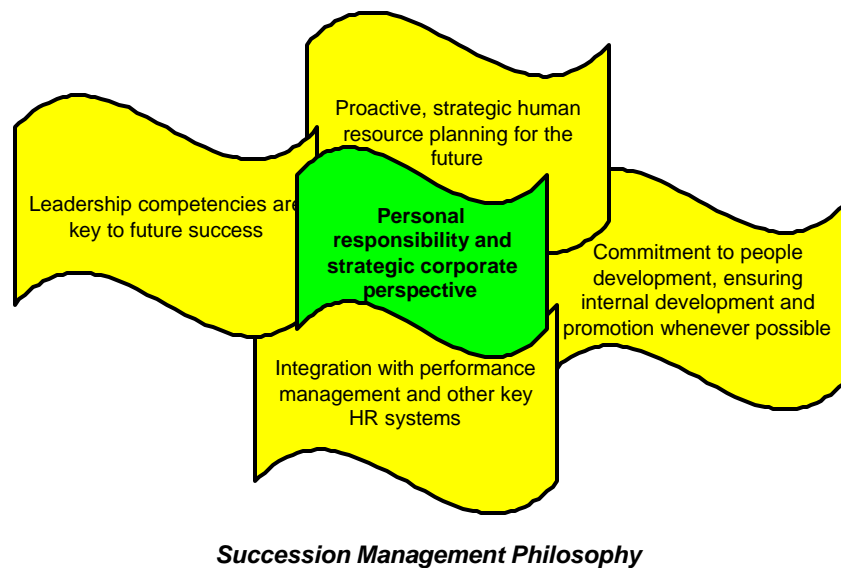 Proactive, strategic human
resource planning for the
future
Leadership competencies are
key to future success
Personal
responsibility and
strategic corporate
perspective
Commitment to people
development, ensuring
internal development and
promotion whenever possible
Integration with performance
management and other key
HR systems
Succession Management Philosophy